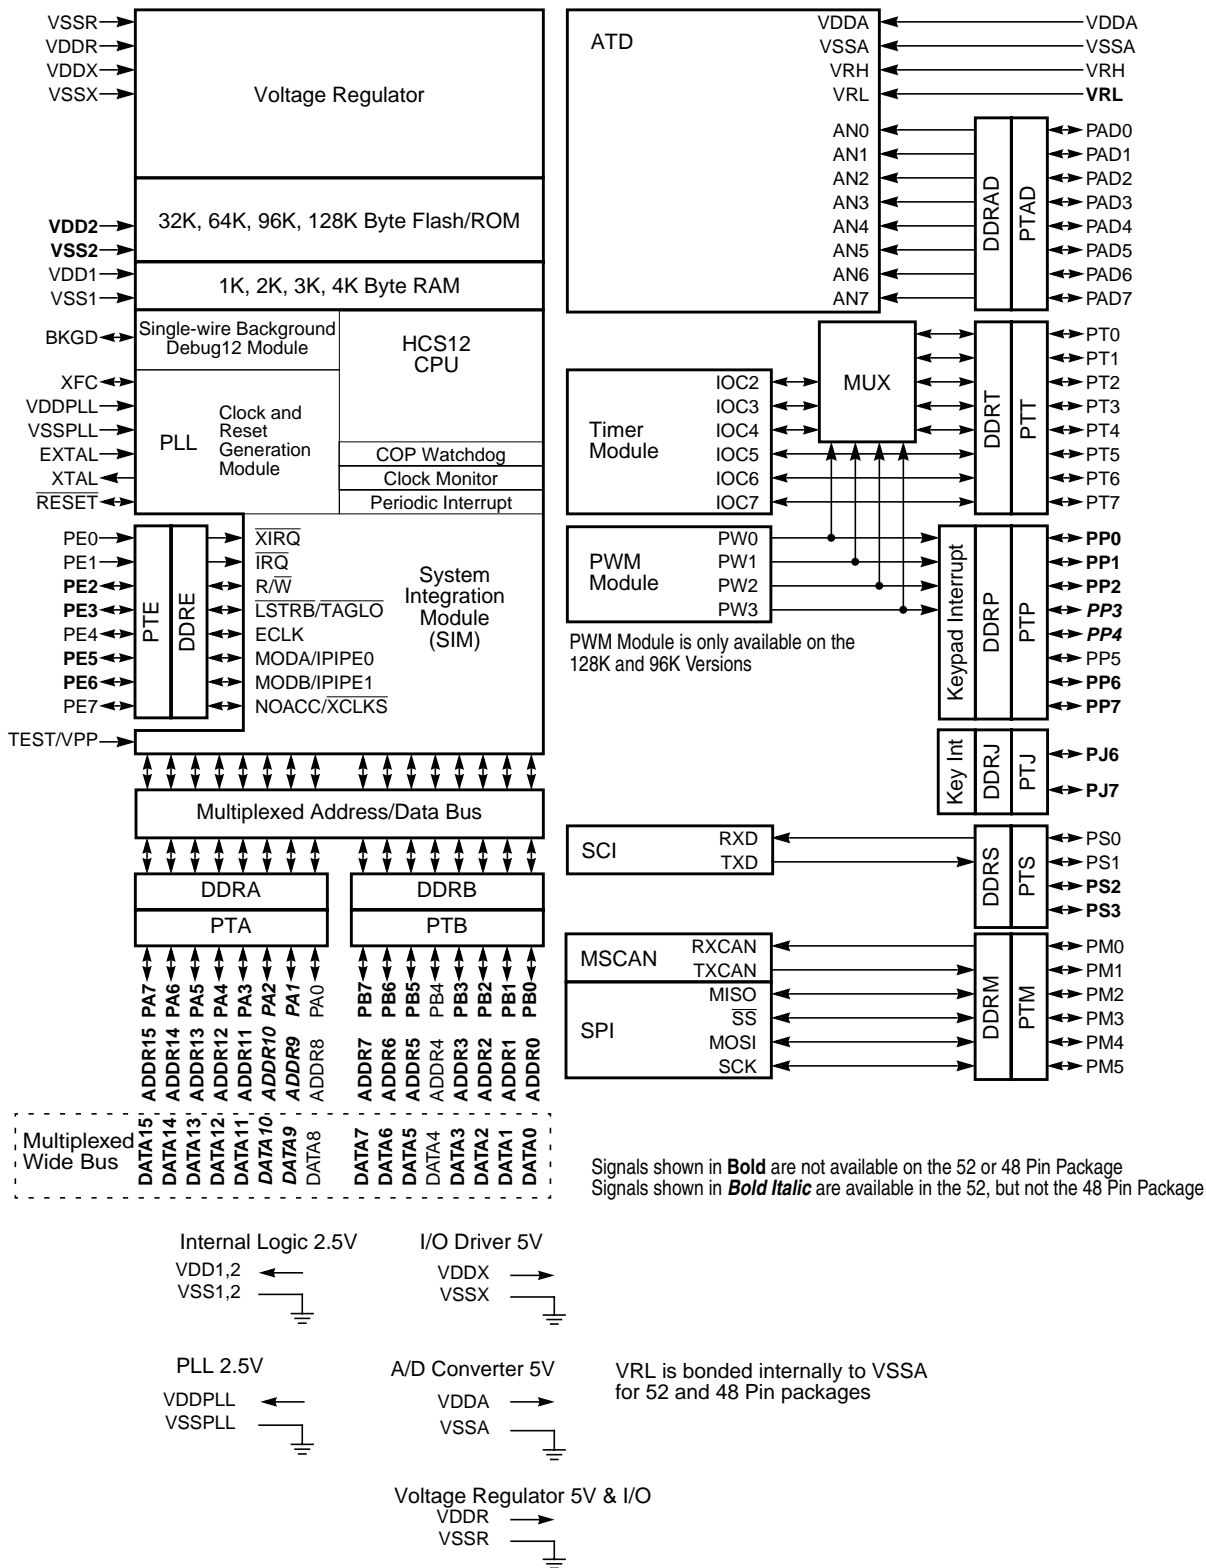 VSSR
VDDR
VDDX
VSSX
Voltage Regulator
VDD2
VSS2
32K, 64K, 96K, 128K Byte Flash/ROM
VDD1
VSS1
1K, 2K, 3K, 4K Byte RAM
BKGD
Single-wire Background
Debug12 Module
HCS12
CPU
XFC
VDDPLL
VSSPLL
EXTAL
XTAL
RESET
PLL
Clock and
Reset
Generation
Module
COP Watchdog
Clock Monitor
Periodic Interrupt
PE0
PE1
PE2
PE3
PE4
PE5
PE6
PE7
PTE
DDRE
XIRQ
IRQ
R/W
LSTRB/TAGLO
ECLK
MODA/IPIPE0
MODB/IPIPE1
NOACC/XCLKS
System
Integration
Module
(SIM)
TEST/VPP
Multiplexed Address/Data Bus
DDRA
DDRB
PTA
PTB
PA7
PA6
PA5
PA4
PA3
PA2
PA1
PA0
PB7
PB6
PB5
PB4
PB3
PB2
PB1
PB0
ADDR15
ADDR14
ADDR13
ADDR12
ADDR11
ADDR10
ADDR9
ADDR8
ADDR7
ADDR6
ADDR5
ADDR4
ADDR3
ADDR2
ADDR1
ADDR0
Multiplexed
Wide Bus
DATA15
DATA14
DATA13
DATA12
DATA11
DATA10
DATA9
DATA8
DATA7
DATA6
DATA5
DATA4
DATA3
DATA2
DATA1
DATA0
ATD
VDDA
VSSA
VRH
VRL
AN0
AN1
AN2
AN3
AN4
AN5
AN6
AN7
DDRAD
PTAD
VDDA
VSSA
VRH
VRL
PAD0
PAD1
PAD2
PAD3
PAD4
PAD5
PAD6
PAD7
Timer
Module
IOC2
IOC3
IOC4
IOC5
IOC6
IOC7
MUX
DDRT
PTT
PT0
PT1
PT2
PT3
PT4
PT5
PT6
PT7
PWM
Module
PW0
PW1
PW2
PW3
PWM Module is only available on the
128K and 96K Versions
Keypad Interrupt
DDRP
PTP
PP0
PP1
PP2
PP3
PP4
PP5
PP6
PP7
Key Int
DDRJ
PTJ
PJ6
PJ7
SCI
RXD
TXD
DDRS
PTS
PS0
PS1
PS2
PS3
MSCAN
RXCAN
TXCAN
SPI
MISO
SS
MOSI
SCK
DDRM
PTM
PM0
PM1
PM2
PM3
PM4
PM5
Signals shown in Bold are not available on the 52 or 48 Pin Package
Signals shown in Bold Italic are available in the 52, but not the 48 Pin Package
Internal Logic 2.5V
VDD1,2
VSS1,2
I/O Driver 5V
VDDX
VSSX
PLL 2.5V
VDDPLL
VSSPLL
A/D Converter 5V
VDDA
VSSA
VRL is bonded internally to VSSA
for 52 and 48 Pin packages
Voltage Regulator 5V & I/O
VDDR
VSSR